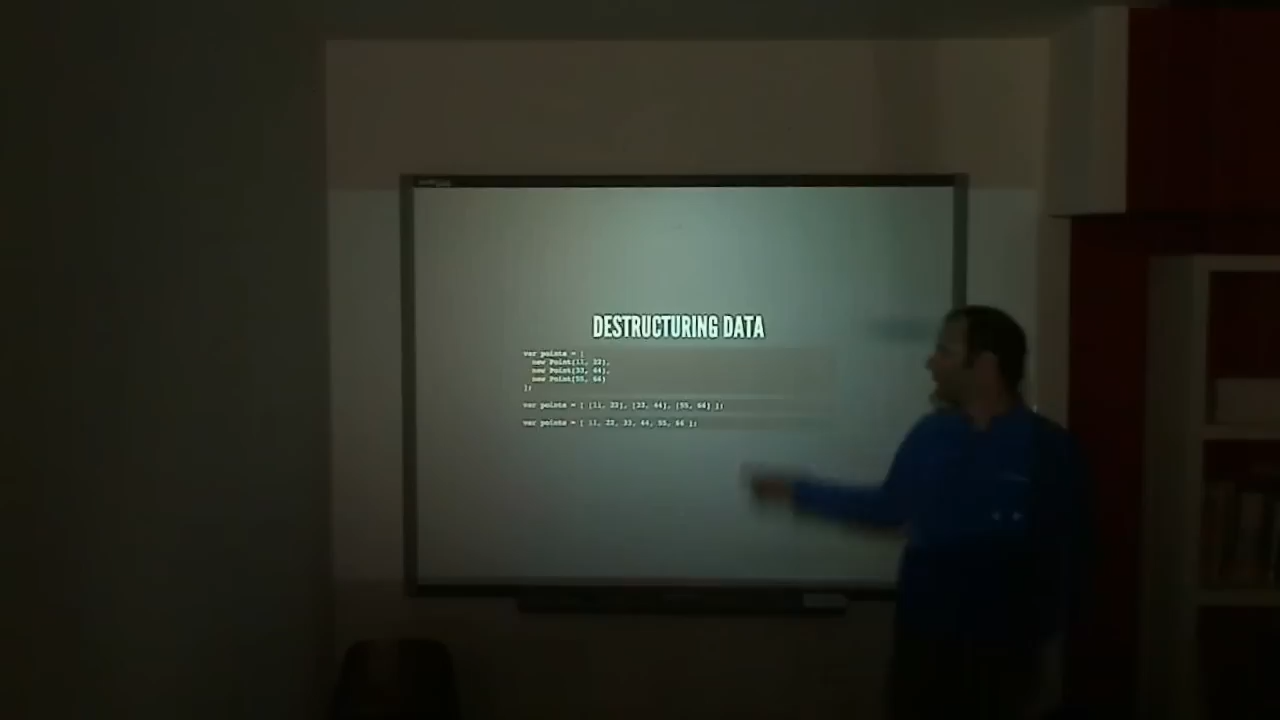 DESTRUCTURING DATA
var points = [
new Point(11, 22),
new Point(33, 44),
new Point(55, 66)
];
var points = [ [11, 22], [33, 44], [55, 66] ];
var points = [ 11, 22, 33, 44, 55, 66 ];